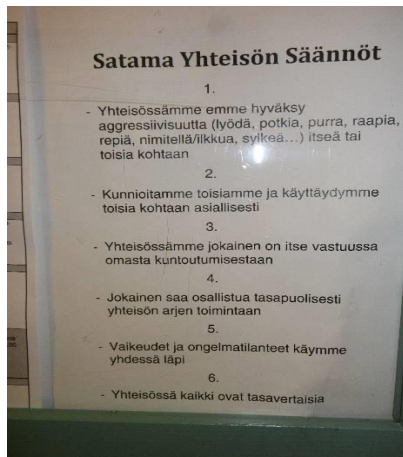 Satama Yhteisön Säännöt
1.
- Yhteisössämme emme hyväksy
aggressiivisuutta (lyödä, potkia, purra, raapia,
repiä, nimitellä/ilkkua, sylkeä...) itseä tai
toisia kohtaan
2.
- Kunnioitamme toisiamme ja käyttäydymme
toisia kohtaan asiallisesti
3.
- Yhteisössämme jokainen on itse vastuussa
omasta kuntoutumisestaan
4.
- Jokainen saa osallistua tasapuolisesti
yhteisön arjen toimintaan
5.
- Vaikeudet ja ongelmatilanteet käymme
yhdessä läpi
6.
- Yhteisössä kaikki ovat tasavertaisia